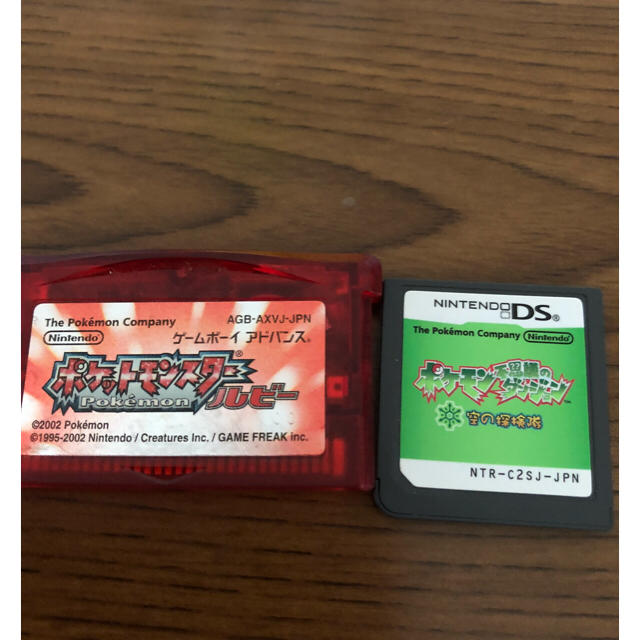 AGB-AXVJ-JPN
The Pokémon Company
Nintendo
ゲームボーイ アドバンス®
ポケットモンスター®
Pokémon
ルビー
©2002 Pokémon
©1995-2002 Nintendo / Creatures Inc. / GAME FREAK inc.
NINTENDO DS®
The Pokémon Company
Nintendo
ポケモン不思議のダンジョン™
空の探検隊
NTR-C2SJ-JPN